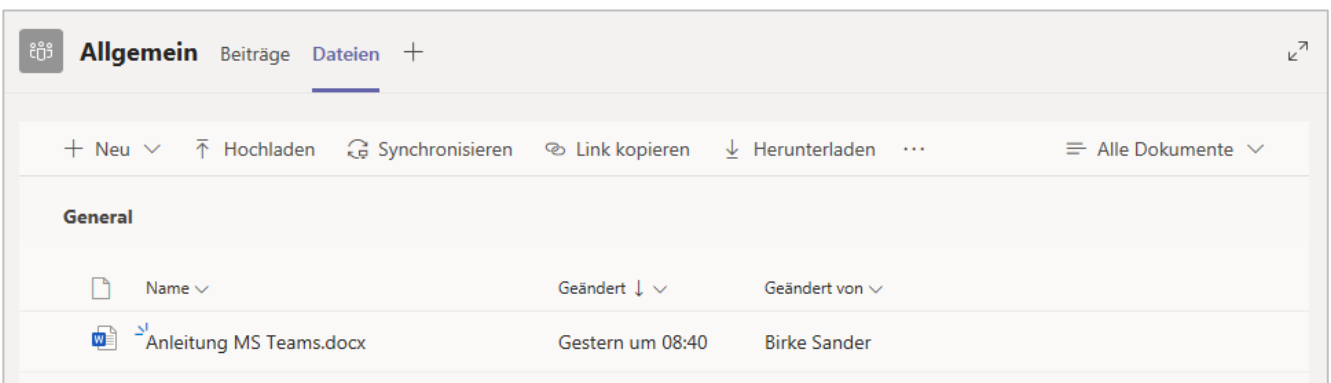 Allgemein Beiträge Dateien
Neu Hochladen Synchronisieren Link kopieren Herunterladen ... Alle Dokumente
General
Name Geändert Geändert von
Anleitung MS Teams.docx Gestern um 08:40 Birke Sander